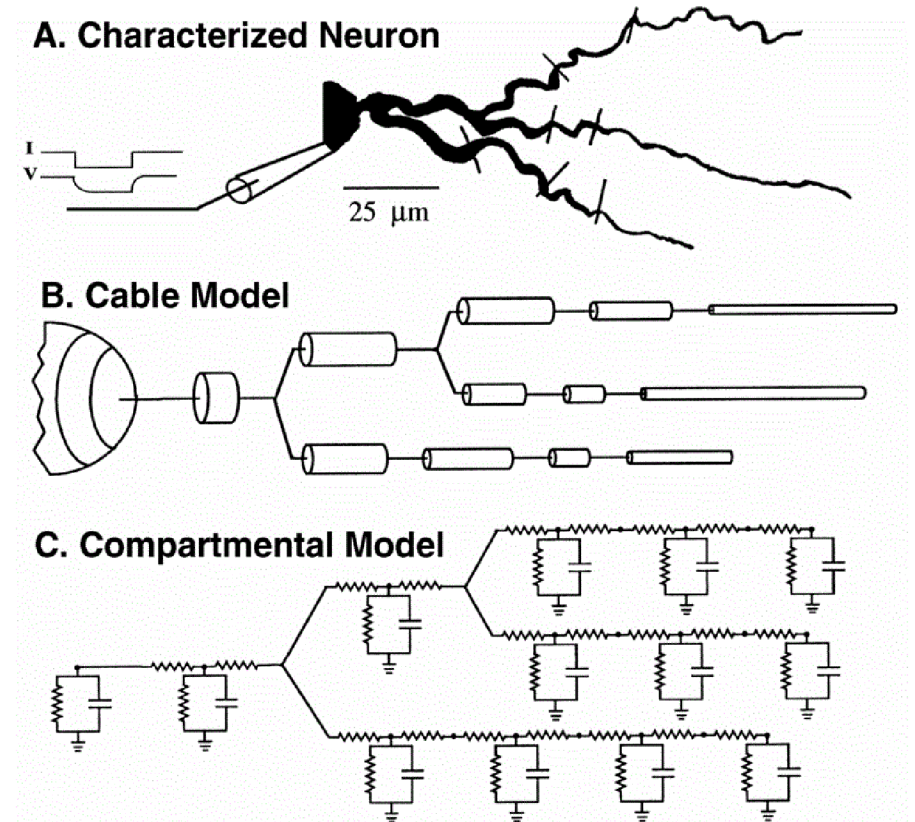 A. Characterized Neuron
I
V
25 μm
B. Cable Model
C. Compartmental Model